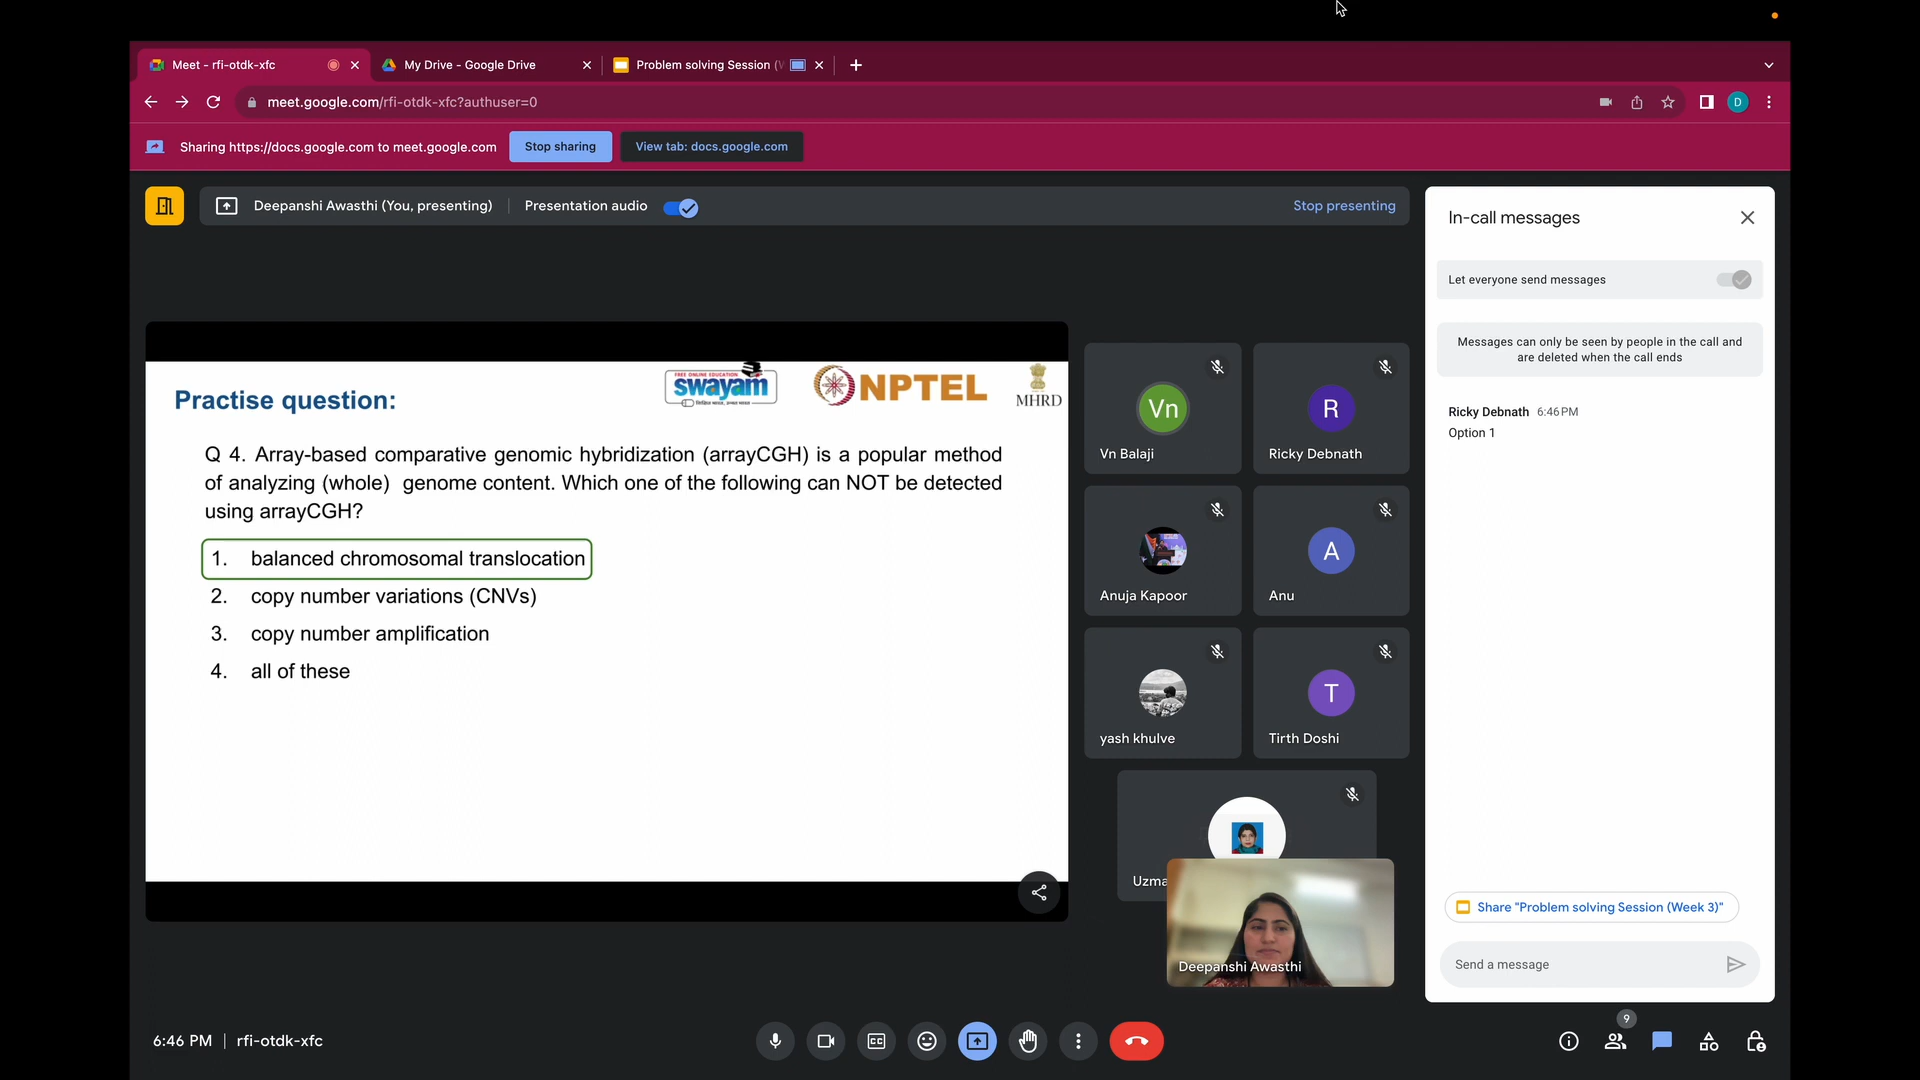 Meet - rfi-otdk-xfc
My Drive - Google Drive
Problem solving Session (
meet.google.com/rfi-otdk-xfc?authuser=0
D
Sharing https://docs.google.com to meet.google.com
Stop sharing
View tab: docs.google.com
Deepanshi Awasthi (You, presenting)
Presentation audio
Stop presenting
Practise question:
FREE ONLINE EDUCATION
swayam
NPTEL
MHRD
Q 4. Array-based comparative genomic hybridization (arrayCGH) is a popular method
of analyzing (whole) genome content. Which one of the following can NOT be detected
using arrayCGH?
1. balanced chromosomal translocation
2. copy number variations (CNVs)
3. copy number amplification
4. all of these
Vn
Vn Balaji
R
Ricky Debnath
Anuja Kapoor
A
Anu
yash khulve
T
Tirth Doshi
Uzma
Deepanshi Awasthi
In-call messages
Let everyone send messages
Messages can only be seen by people in the call and
are deleted when the call ends
Ricky Debnath 6:46 PM
Option 1
Share "Problem solving Session (Week 3)"
Send a message
6:46 PM | rfi-otdk-xfc
CC
9